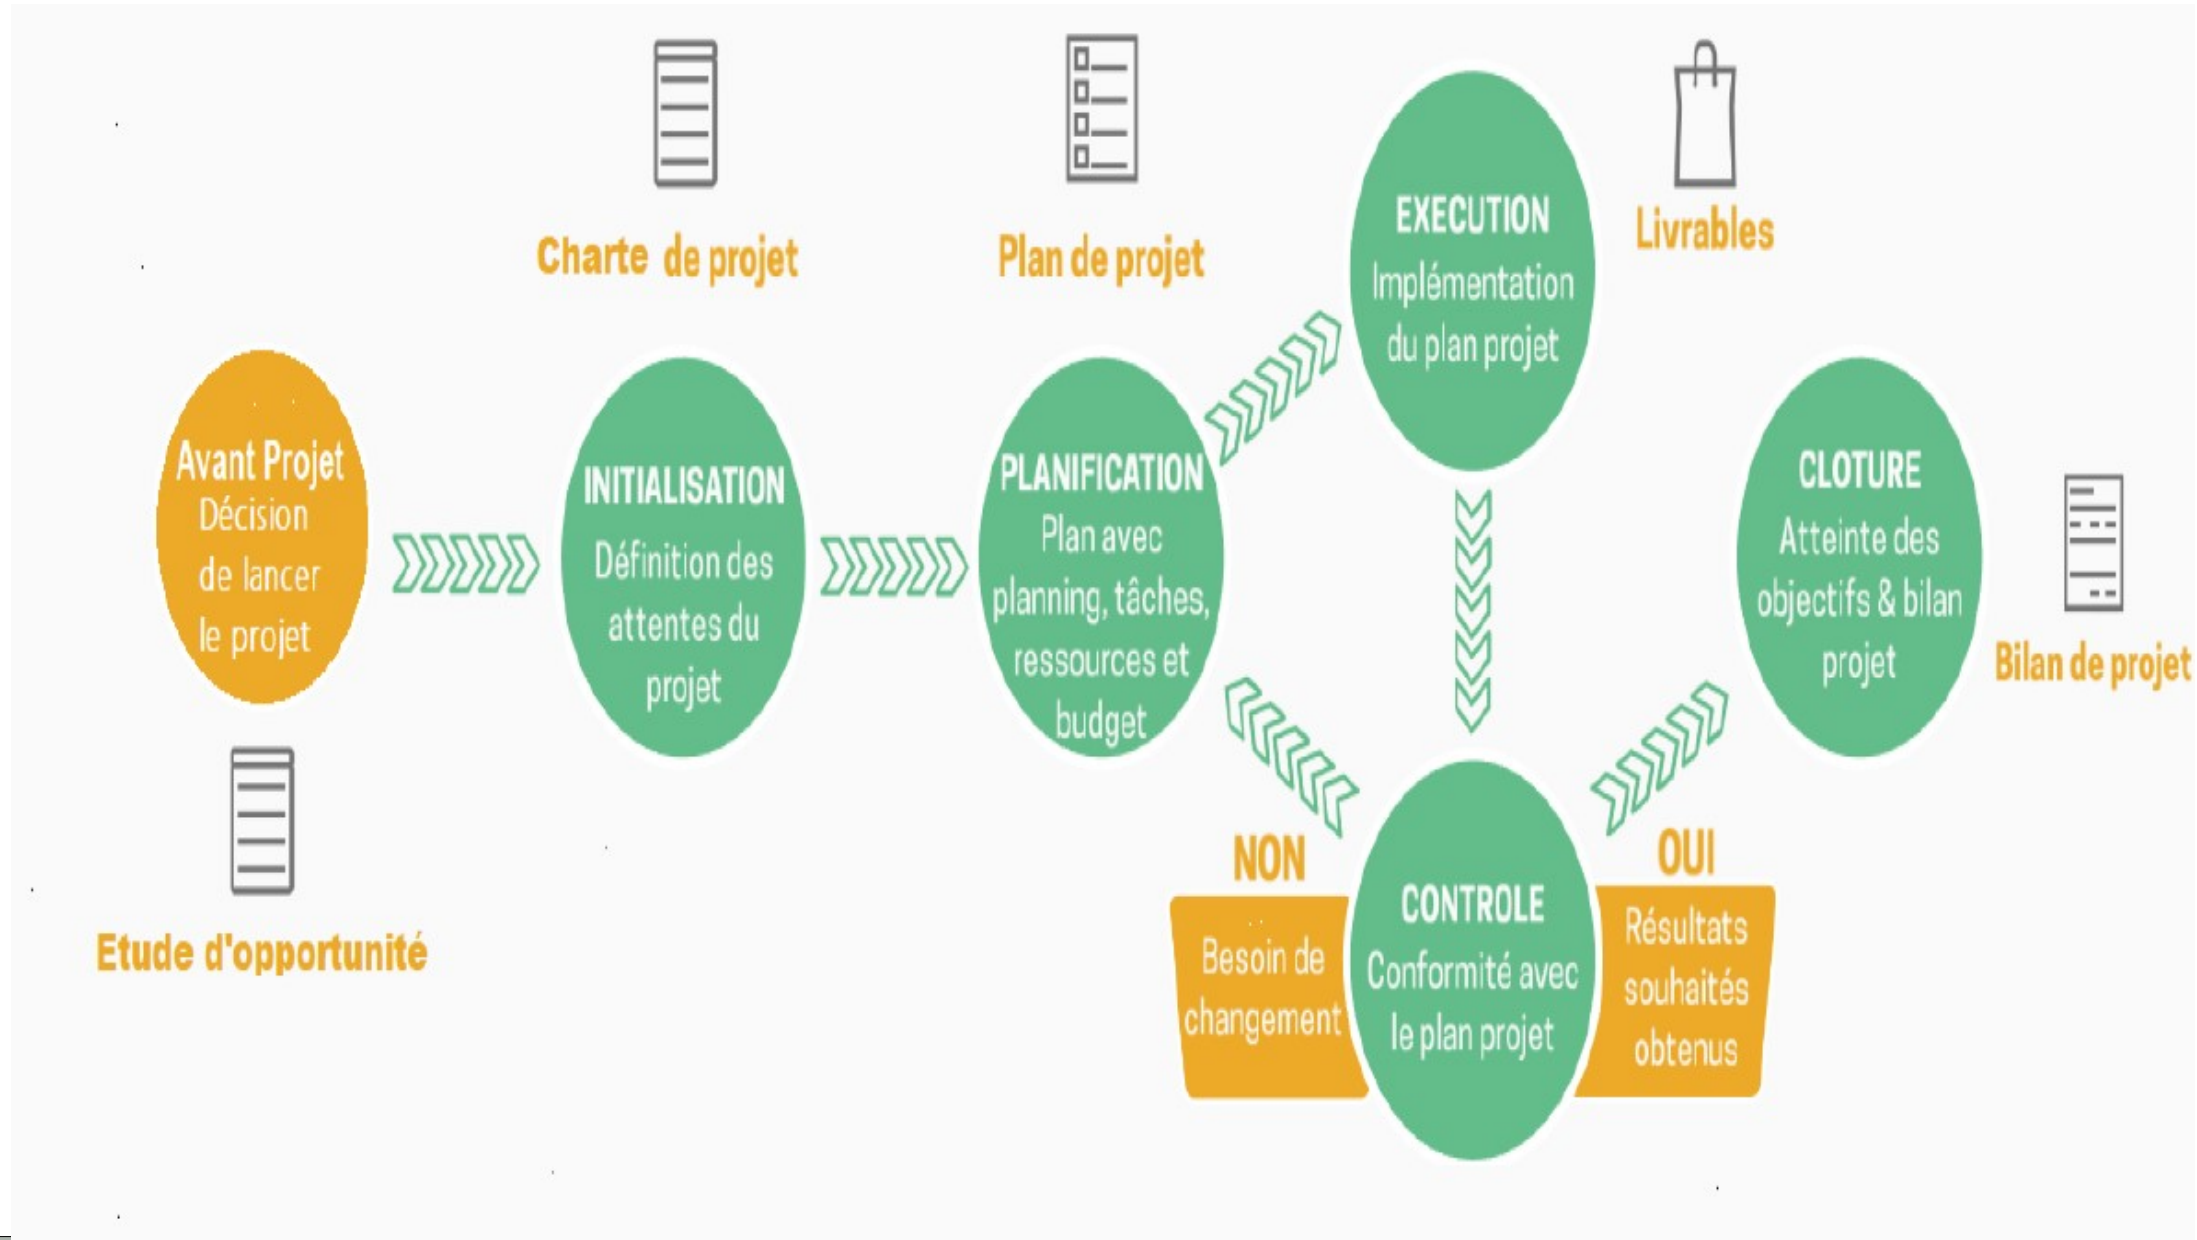 Charte de projet
Plan de projet
Livrables
EXECUTION
Implémentation
du plan projet
Avant Projet
Décision
de lancer
le projet
INITIALISATION
Définition des
attentes du
projet
PLANIFICATION
Plan avec
planning, tâches,
ressources et
budget
CLOTURE
Atteinte des
objectifs & bilan
projet
Bilan de projet
Etude d'opportunité
NON
Besoin de
changement
CONTROLE
Conformité avec
le plan projet
OUI
Résultats
souhaités
obtenus